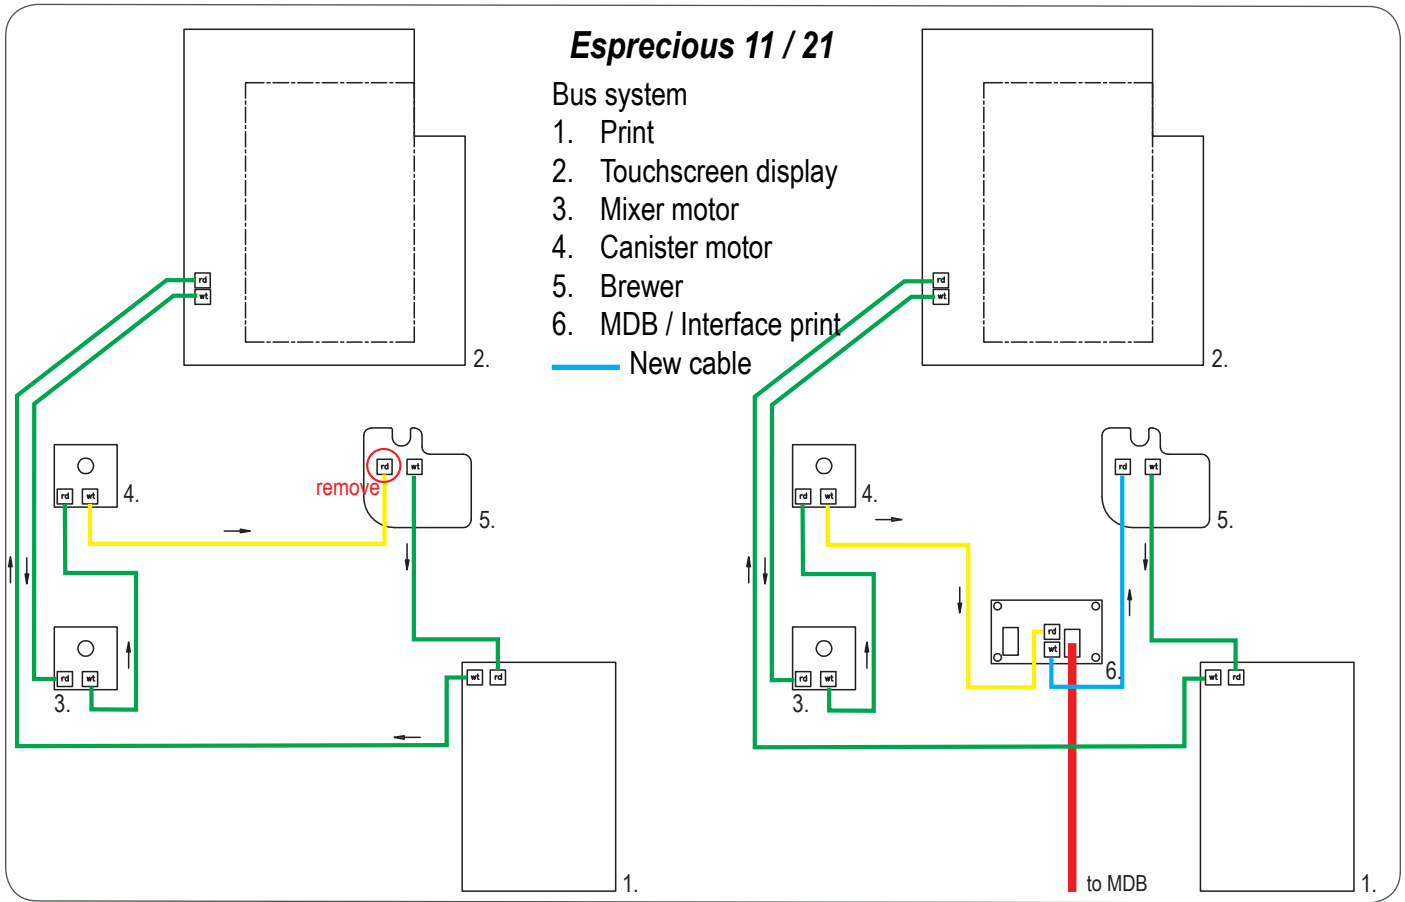 Esprecious 11 / 21
Bus system
1. Print
2. Touchscreen display
3. Mixer motor
4. Canister motor
5. Brewer
6. MDB / Interface print
New cable
rd
wt
2.
rd
wt
4.
remove
rd
wt
5.
rd
wt
3.
wt
rd
1.
rd
wt
2.
rd
wt
4.
rd
wt
5.
rd
wt
6.
rd
wt
3.
wt
rd
to MDB
1.